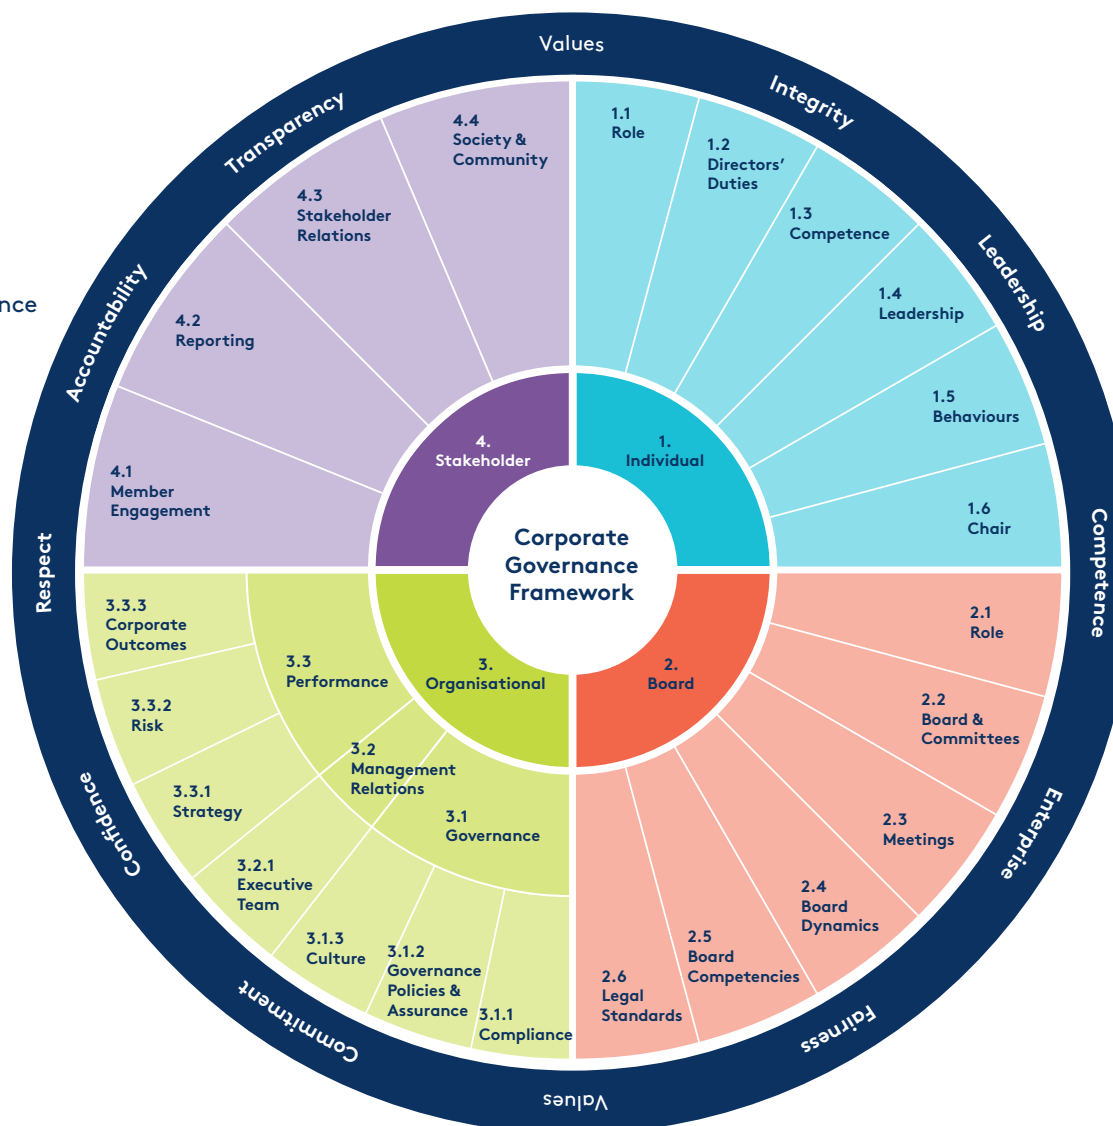 Values
Integrity
Leadership
Competence
Enterprise
Fairness
Values
Commitment
Confidence
Respect
Accountability
Transparency
nce
Corporate
Governance
Framework
1.
Individual
1.1
Role
1.2
Directors’
Duties
1.3
Competence
1.4
Leadership
1.5
Behaviours
1.6
Chair
2.
Board
2.1
Role
2.2
Board &
Committees
2.3
Meetings
2.4
Board
Dynamics
2.5
Board
Competencies
2.6
Legal
Standards
3.
Organisational
3.1
Governance
3.1.1
Compliance
3.1.2
Governance
Policies &
Assurance
3.1.3
Culture
3.2
Management
Relations
3.2.1
Executive
Team
3.3
Performance
3.3.1
Strategy
3.3.2
Risk
3.3.3
Corporate
Outcomes
4.
Stakeholder
4.1
Member
Engagement
4.2
Reporting
4.3
Stakeholder
Relations
4.4
Society &
Community